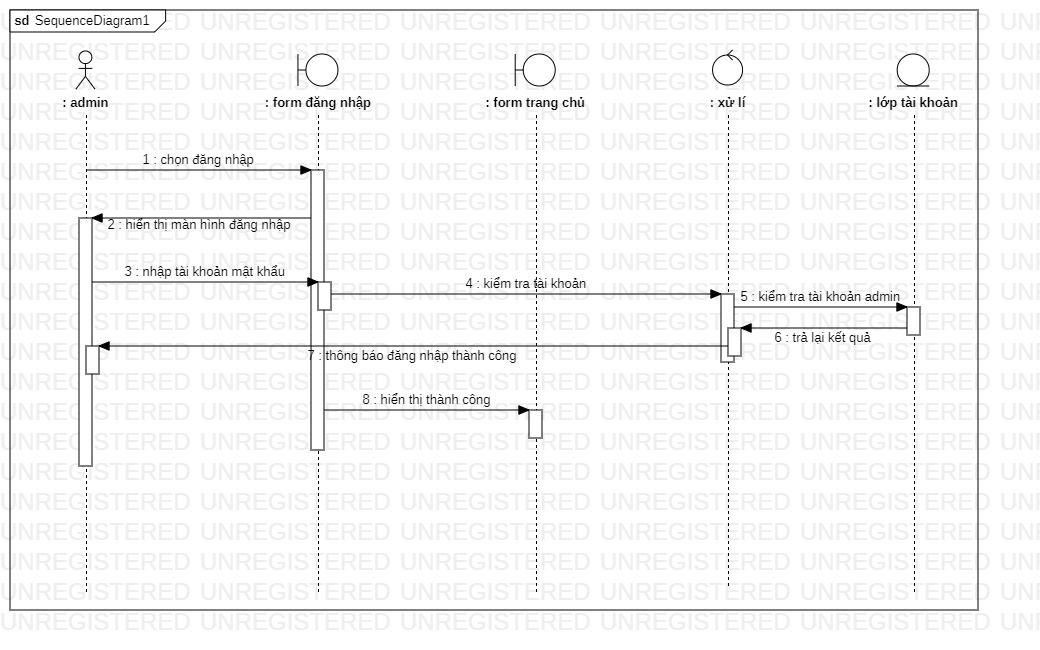 sd SequenceDiagram1
: admin
: form đăng nhập
: form trang chủ
: xử lí
: lớp tài khoản
1 : chọn đăng nhập
2 : hiển thị màn hình đăng nhập
3 : nhập tài khoản mật khẩu
4 : kiểm tra tài khoản
5 : kiểm tra tài khoản admin
6 : trả lại kết quả
7 : thông báo đăng nhập thành công
8 : hiển thị thành công
UNREGISTERED